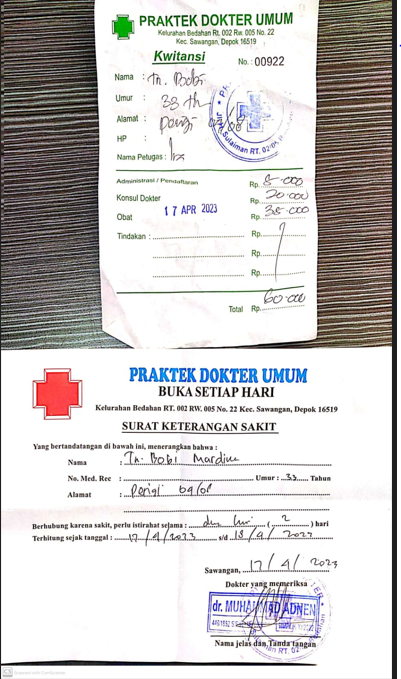 PRAKTEK DOKTER UMUM
Kelurahan Bedahan Rt. 002 Rw. 005 No. 22
Kec. Sawangan, Depok 16519
Kwitansi
No. : 00922
Nama : Tn. Bobi
Umur : 33 th
Alamat :
HP :
Nama Petugas :
Administrasi / Pendaftaran Rp. 5.000
Konsul Dokter Rp. 20.000
Obat Rp. 35.000
17 APR 2023
Tindakan : Rp.
Rp.
Rp.
Total Rp. 60.000
PRAKTEK DOKTER UMUM
BUKA SETIAP HARI
Kelurahan Bedahan RT. 002 RW. 005 No. 22 Kec. Sawangan, Depok 16519
SURAT KETERANGAN SAKIT
Yang bertandatangan di bawah ini, menerangkan bahwa :
Nama : Tn. Bobi
No. Med. Rec : Umur : 33 Tahun
Alamat : Perigi
Berhubung karena sakit, perlu istirahat selama : dua hari ( 2 ) hari
Terhitung sejak tanggal : 17/4/2023 s/d 18/4/2023
Sawangan, 17/4/2023
Dokter yang memeriksa
dr. MUHAMMAD ADNEN
Nama jelas dan Tanda tangan
Scanned with CamScanner